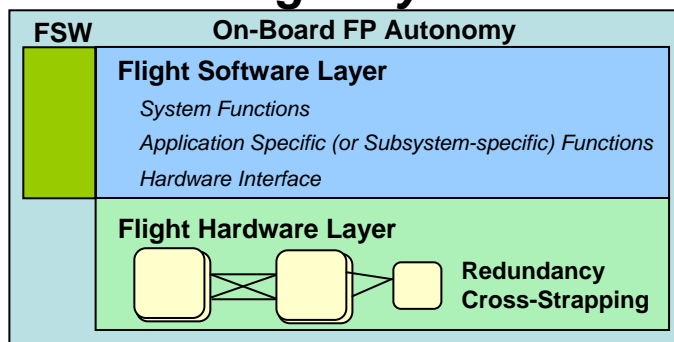 FSW On-Board FP Autonomy
Flight Software Layer
System Functions
Application Specific (or Subsystem-specific) Functions
Hardware Interface
Flight Hardware Layer
Redundancy
Cross-Strapping